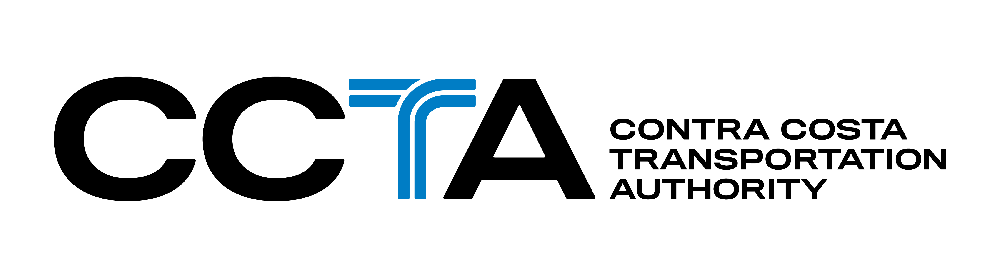 CCTA
CONTRA COSTA
TRANSPORTATION
AUTHORITY